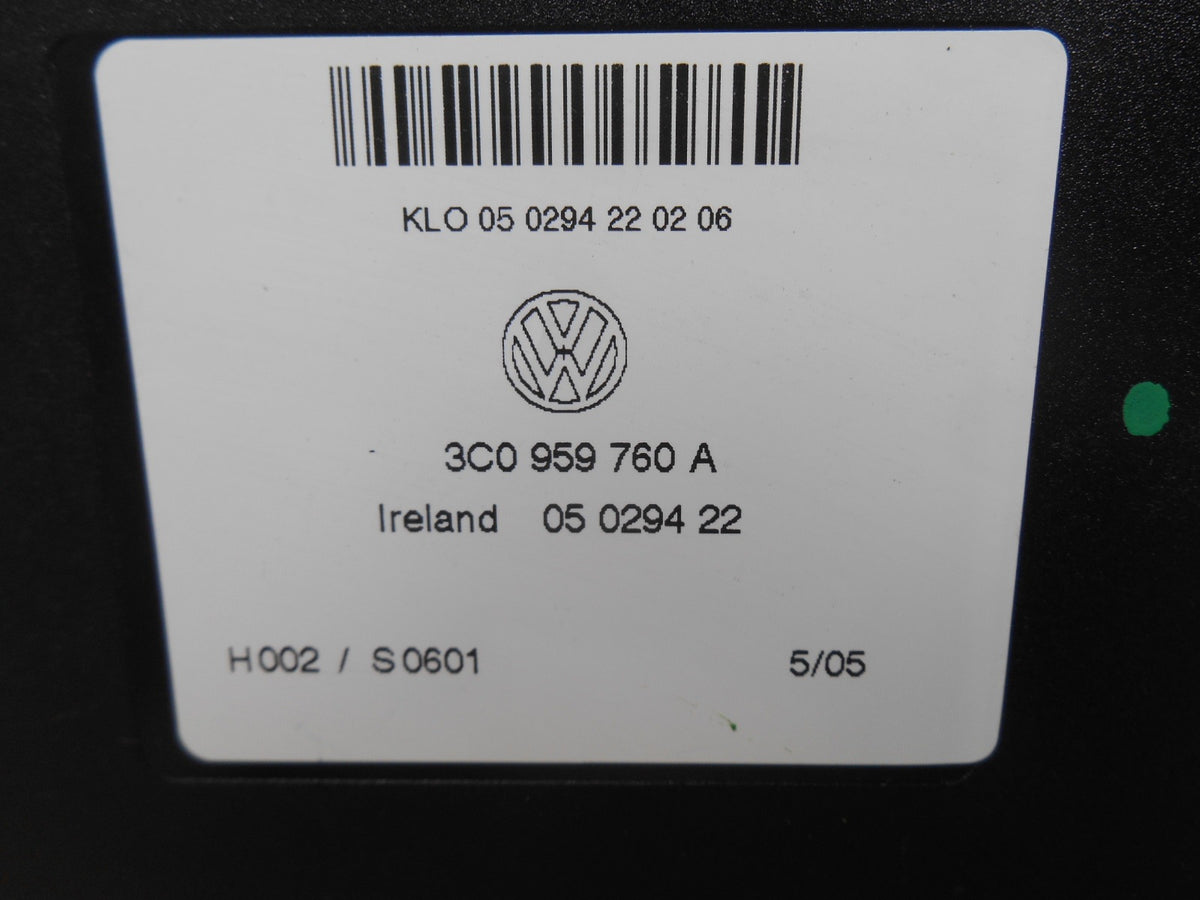 KLO 05 0294 22 02 06
3C0 959 760 A
Ireland 05 0294 22
H002 / S0601 5/05